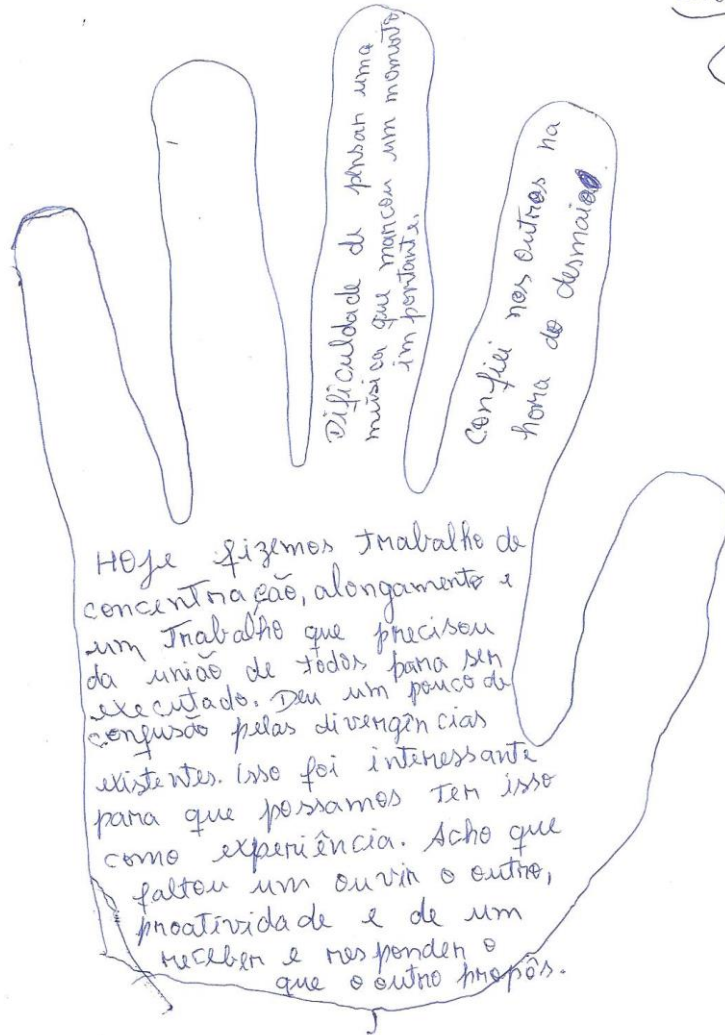 Dificuldade de pensar uma
música que marcou um momento
importante.
Confiei nos outros na
hora do desmaio
Hoje fizemos trabalho de
concentração, alongamento e
um trabalho que precisou
da união de todos para ser
executado. Deu um pouco de
confusão pelas divergências
existentes. Isso foi interessante
para que possamos ter isso
como experiência. Acho que
faltou um ouvir o outro,
proatividade e de um
receber e responder o
que o outro propôs.